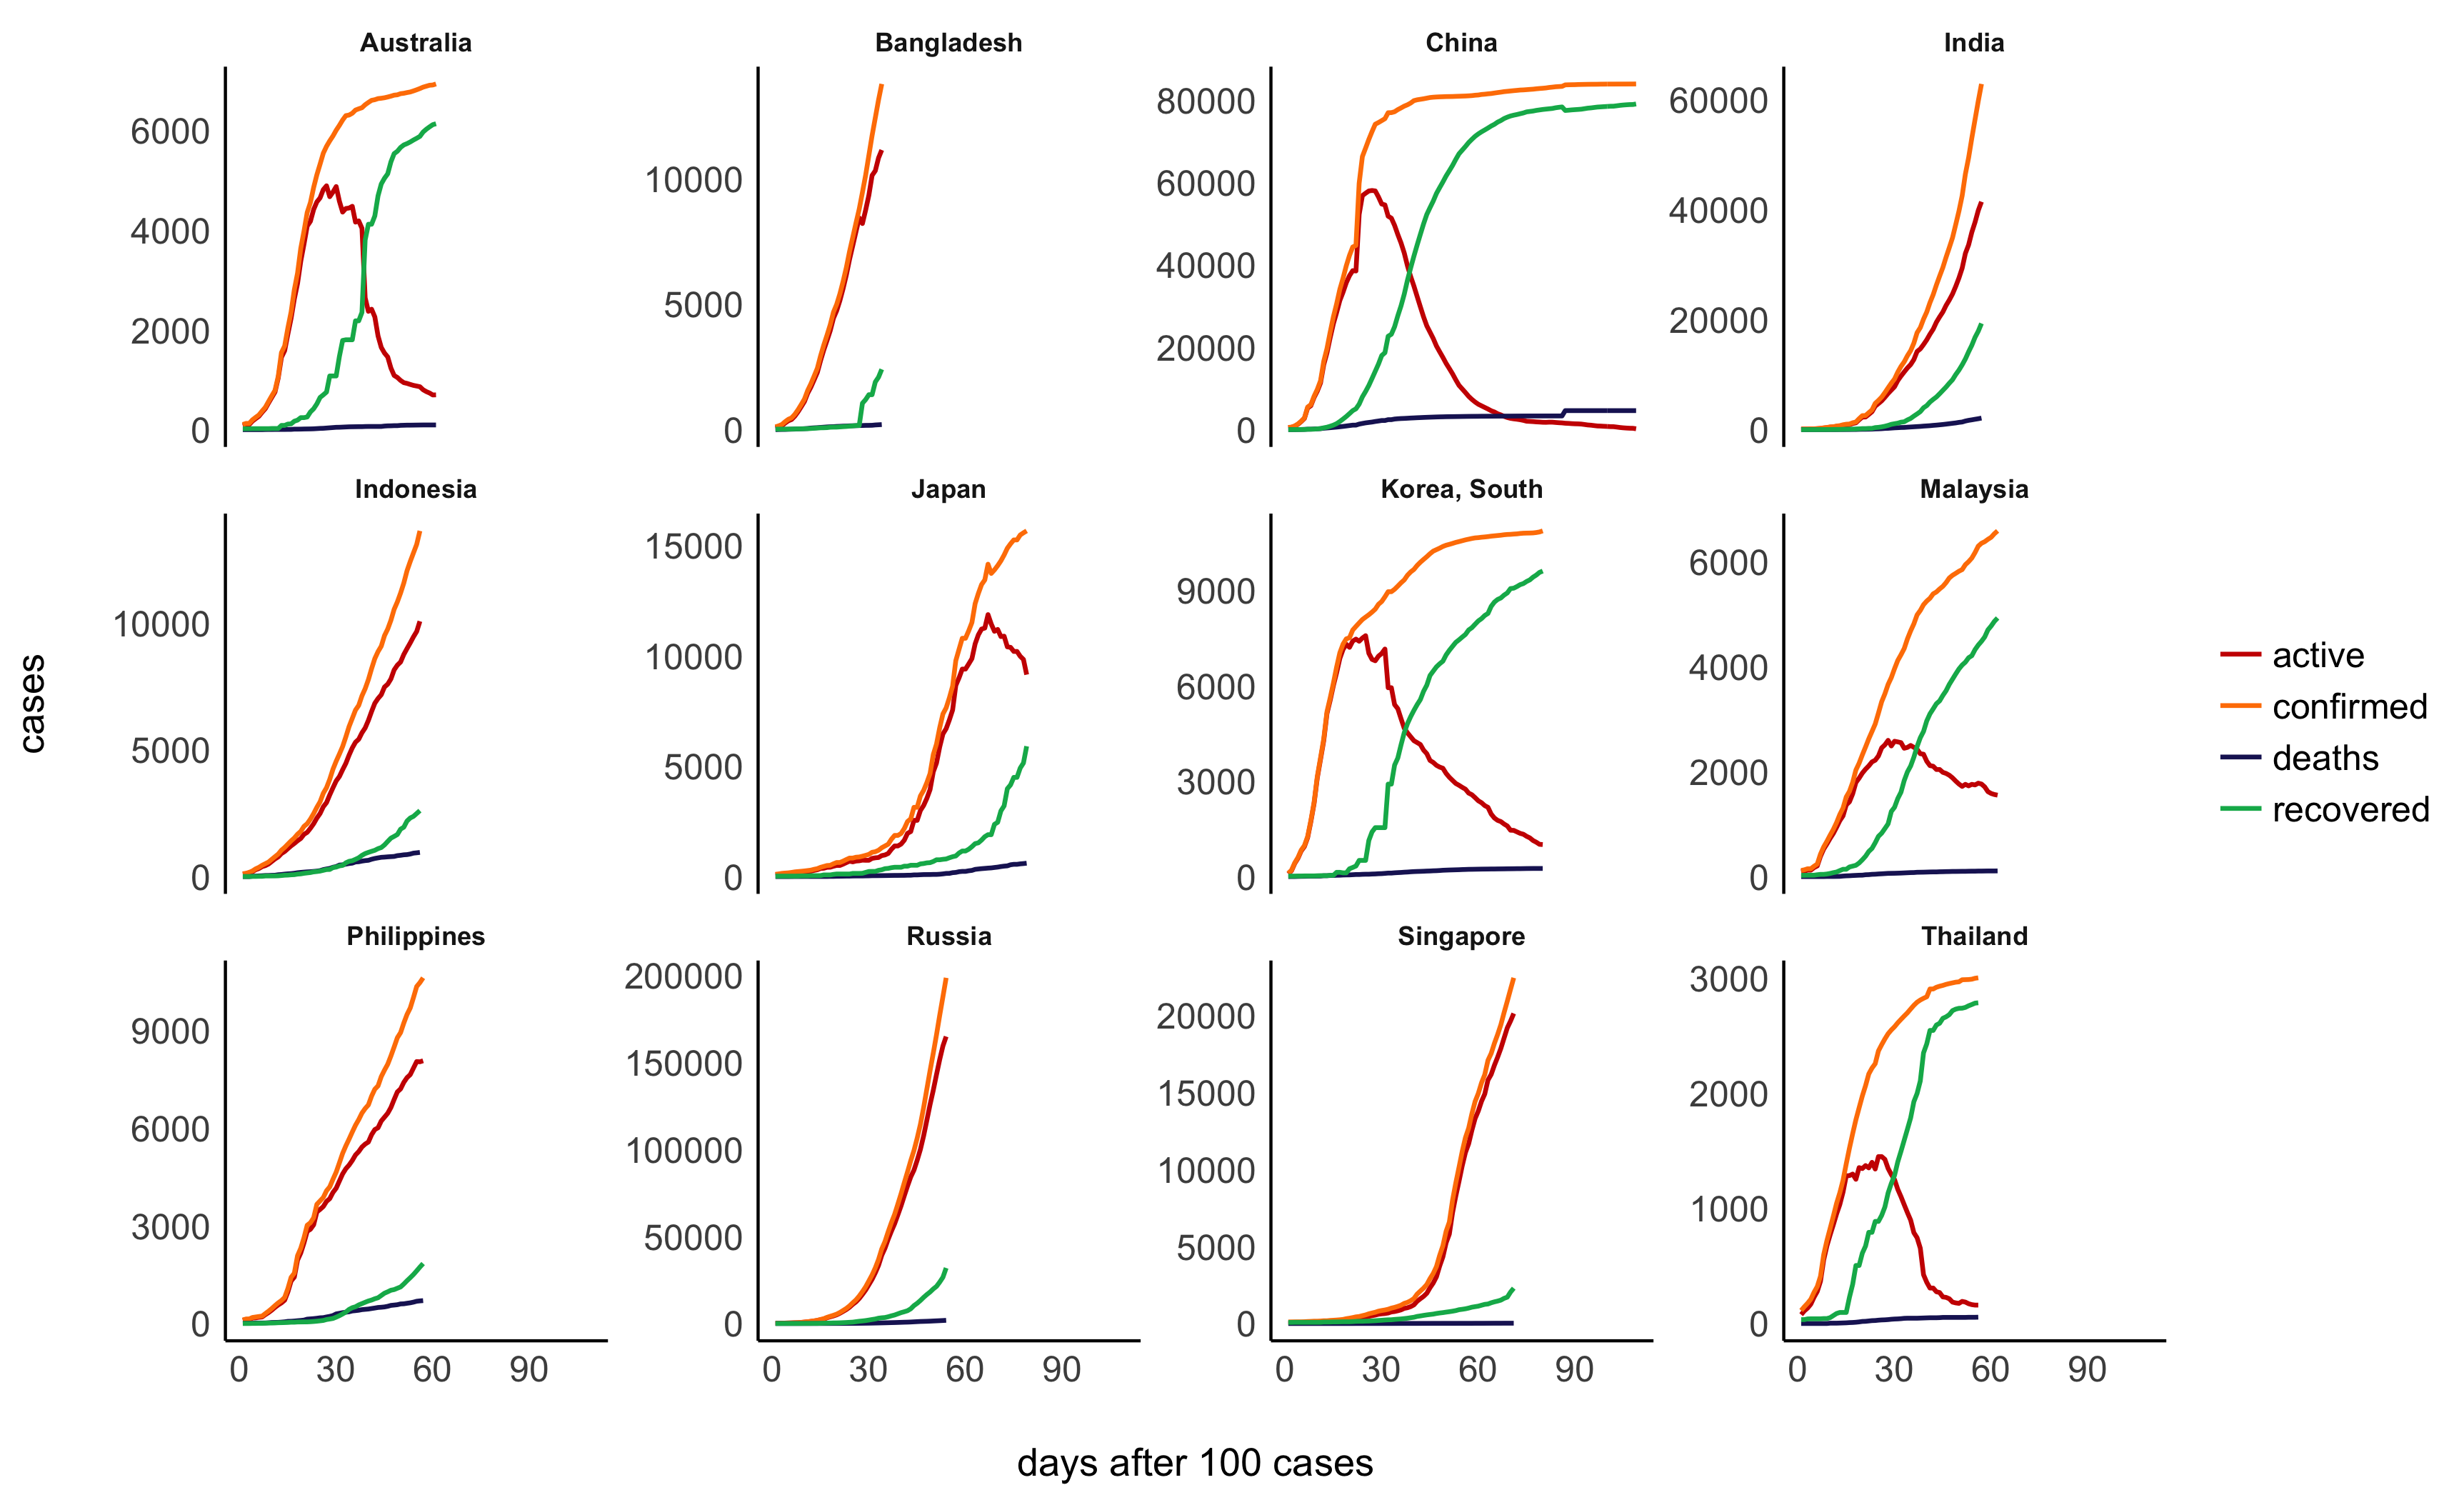 Australia
Bangladesh
China
India
6000
4000
2000
0
10000
5000
0
80000
60000
40000
20000
0
60000
40000
20000
0
Indonesia
Japan
Korea, South
Malaysia
10000
5000
0
15000
10000
5000
0
9000
6000
3000
0
6000
4000
2000
0
cases
active
confirmed
deaths
recovered
Philippines
Russia
Singapore
Thailand
9000
6000
3000
0
200000
150000
100000
50000
0
20000
15000
10000
5000
0
3000
2000
1000
0
0 30 60 90
0 30 60 90
0 30 60 90
0 30 60 90
days after 100 cases